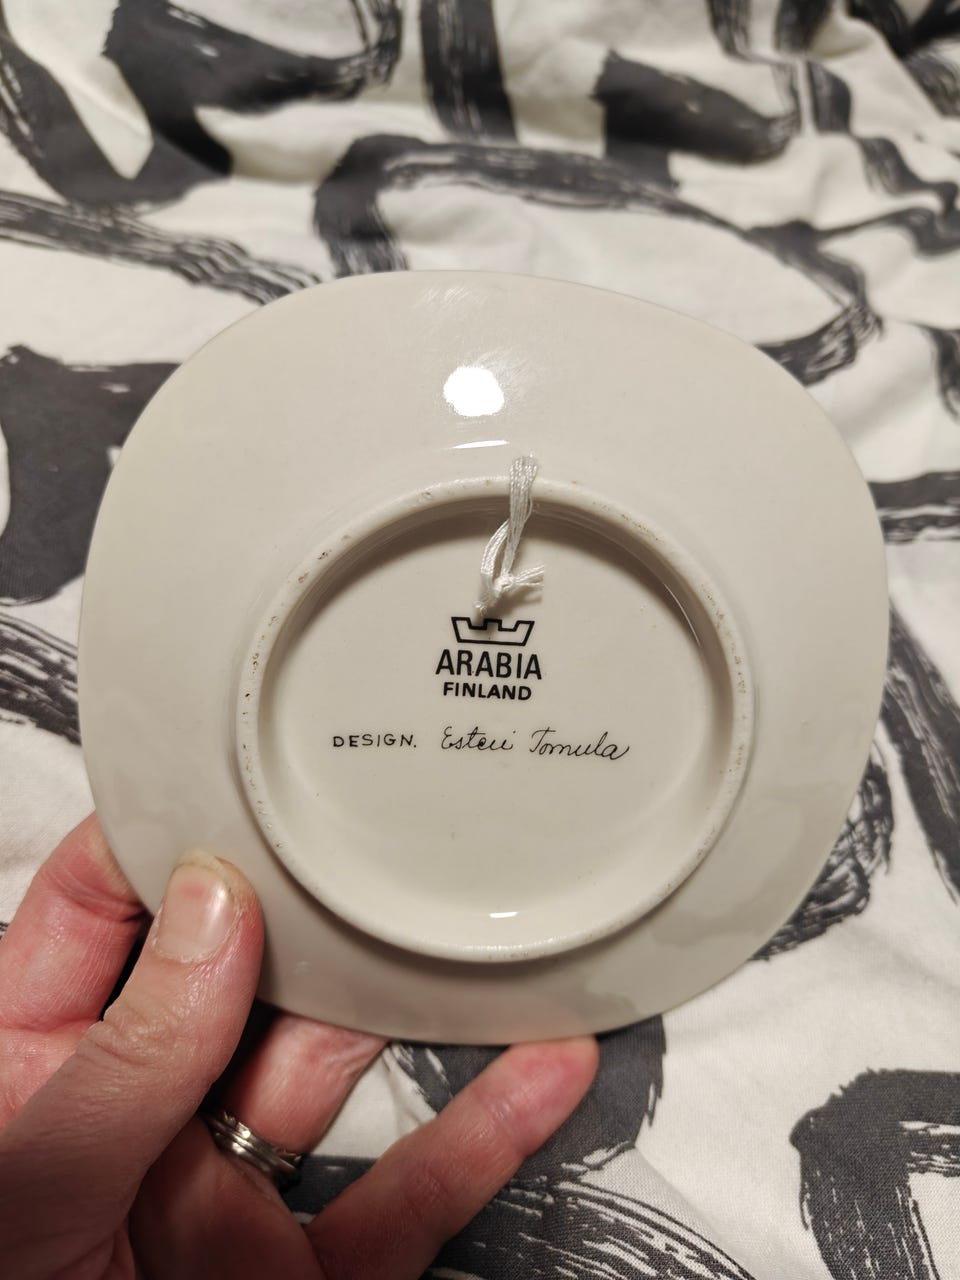 ARABIA
FINLAND
DESIGN. Esteri Tomula